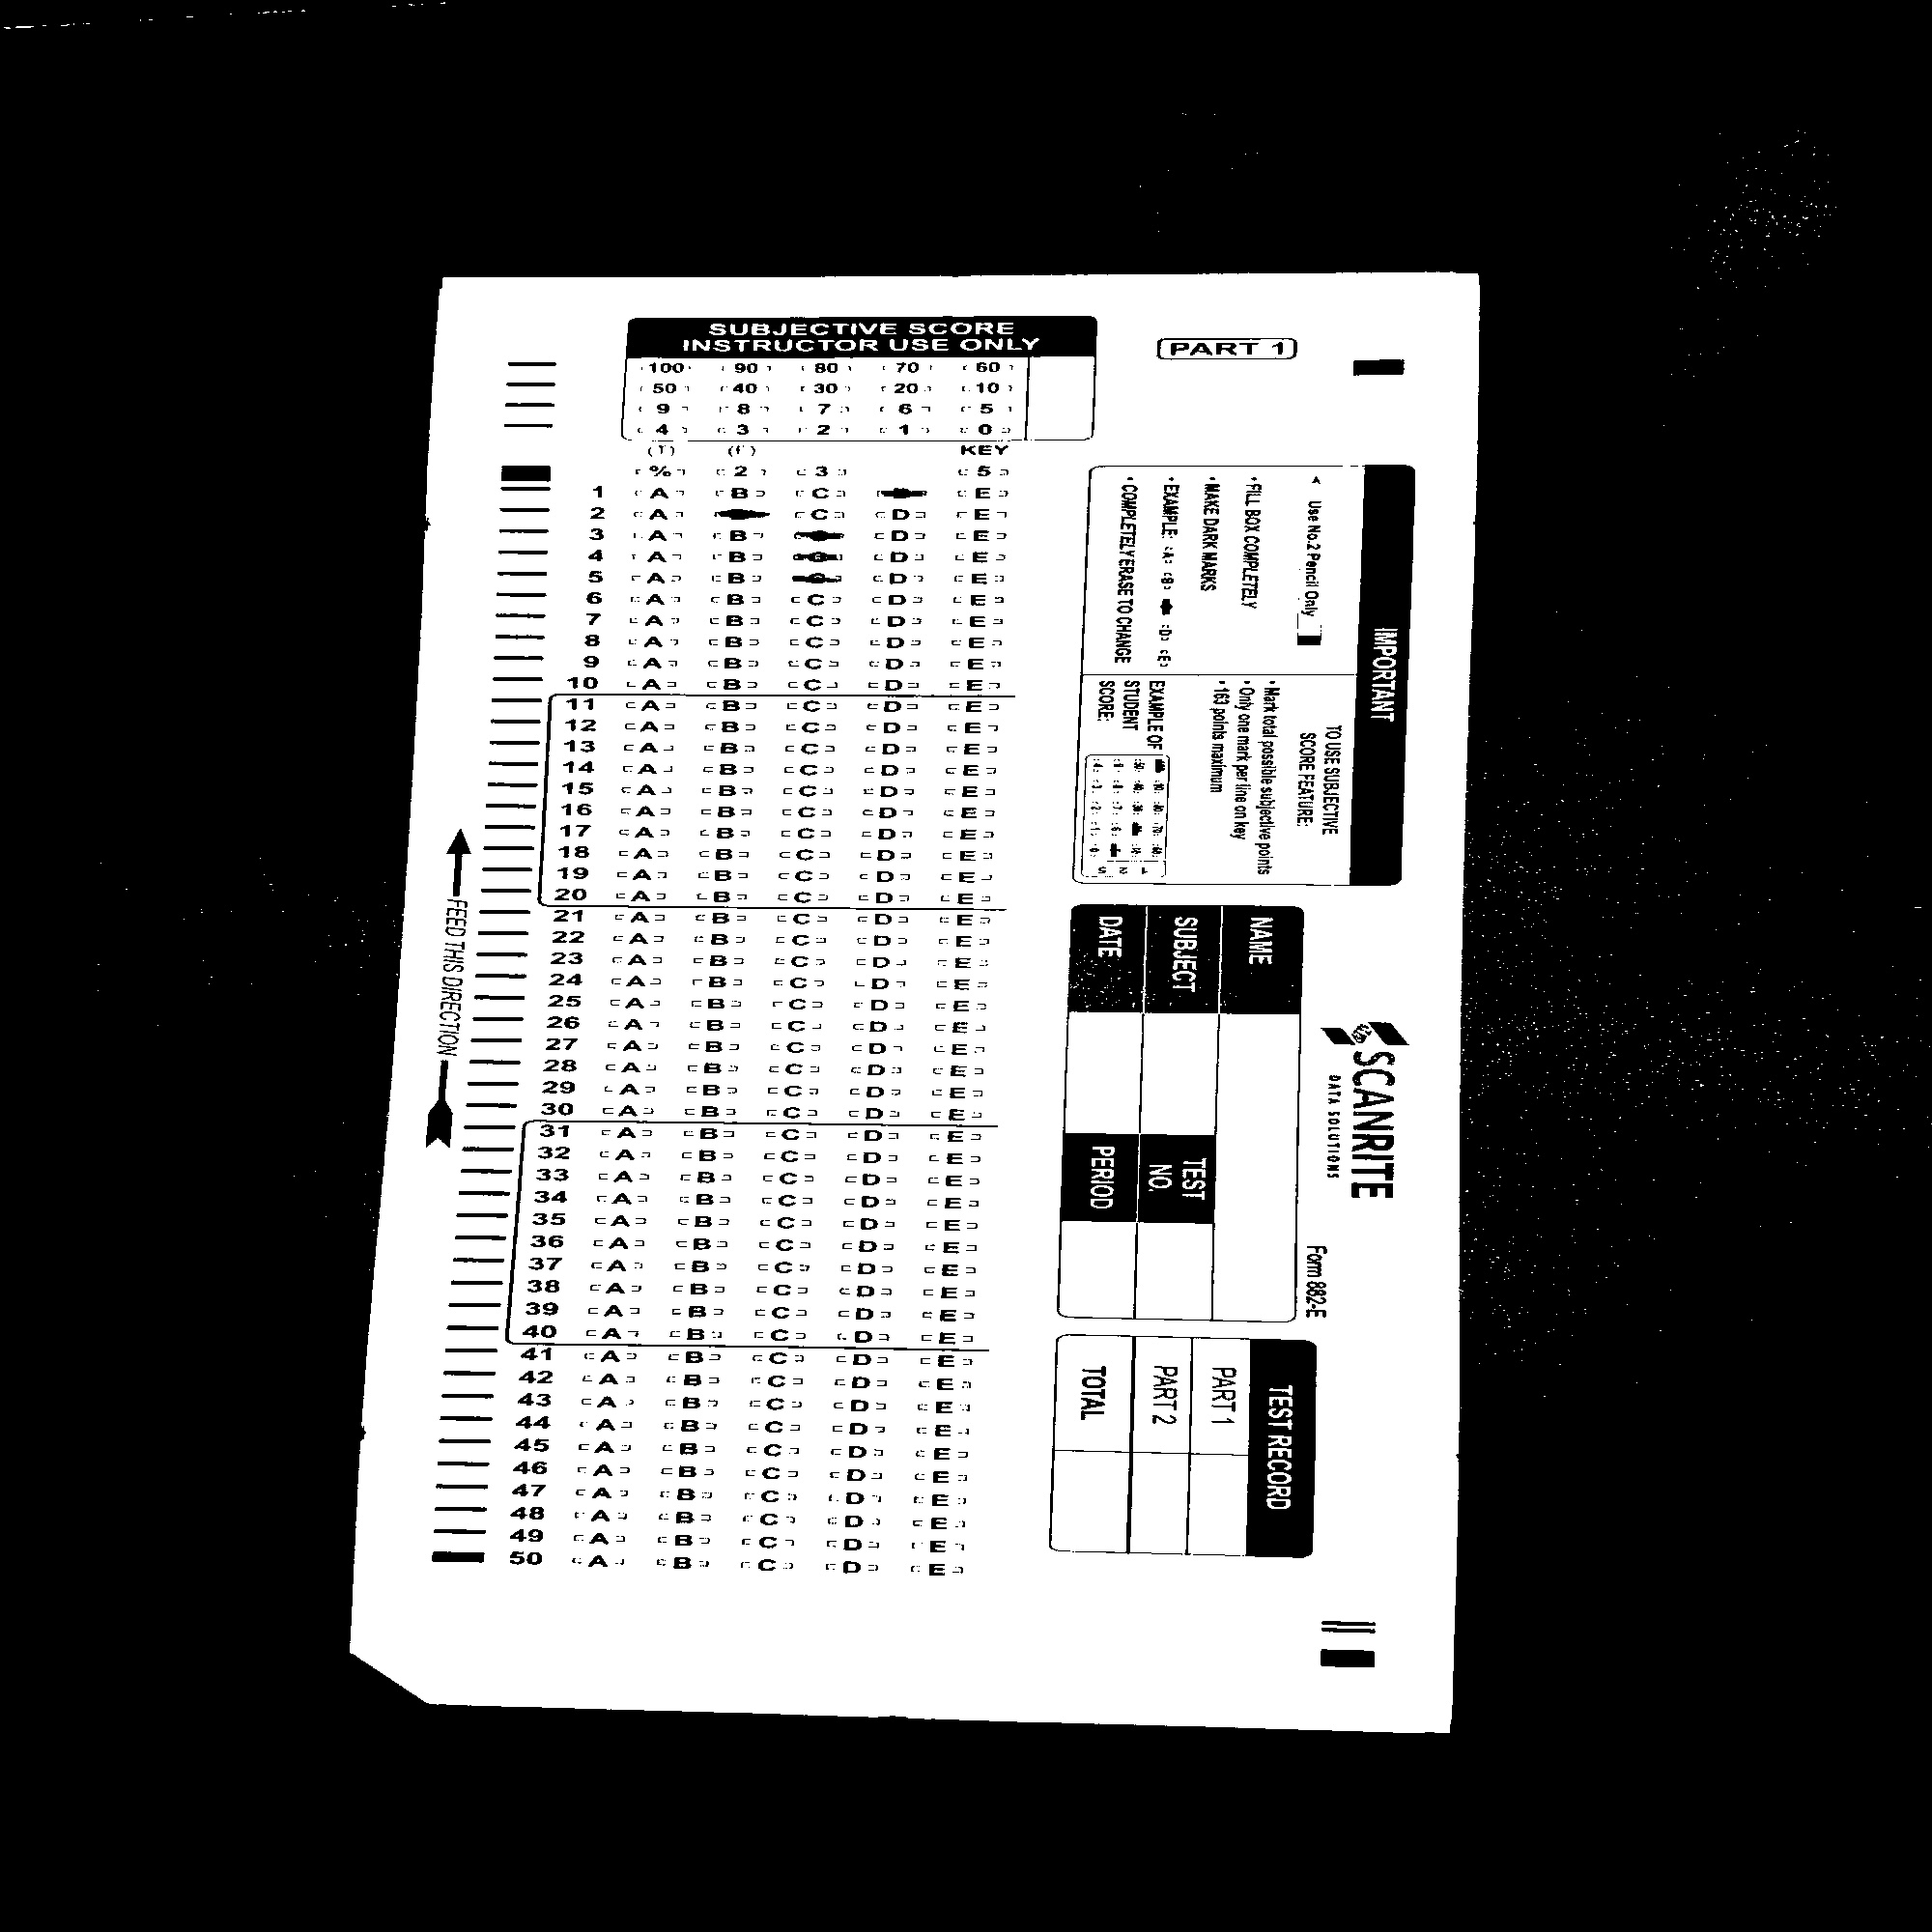 SUBJECTIVE SCORE
INSTRUCTOR USE ONLY
100 90 80 70 60
50 40 30 20 10
9 8 7 6 5
4 3 2 1 0
(T) (F) KEY
% 2 3 5
1 A B C E
2 A C D E
3 A B D E
4 A B C D E
5 A B C D E
6 A B C D E
7 A B C D E
8 A B C D E
9 A B C D E
10 A B C D E
11 A B C D E
12 A B C D E
13 A B C D E
14 A B C D E
15 A B C D E
16 A B C D E
17 A B C D E
18 A B C D E
19 A B C D E
20 A B C D E
21 A B C D E
22 A B C D E
23 A B C D E
24 A B C D E
25 A B C D E
26 A B C D E
27 A B C D E
28 A B C D E
29 A B C D E
30 A B C D E
31 A B C D E
32 A B C D E
33 A B C D E
34 A B C D E
35 A B C D E
36 A B C D E
37 A B C D E
38 A B C D E
39 A B C D E
40 A B C D E
41 A B C D E
42 A B C D E
43 A B C D E
44 A B C D E
45 A B C D E
46 A B C D E
47 A B C D E
48 A B C D E
49 A B C D E
50 A B C D E
FEED THIS DIRECTION
PART 1
IMPORTANT
Use No.2 Pencil Only
• FILL BOX COMPLETELY
• MAKE DARK MARKS
• EXAMPLE: A B D E
• COMPLETELY ERASE TO CHANGE
TO USE SUBJECTIVE
SCORE FEATURE:
• Mark total possible subjective points
• Only one mark per line on key
• 163 points maximum
EXAMPLE OF
STUDENT
SCORE:
NAME
SUBJECT
TEST
NO.
DATE
PERIOD
SCANRITE
DATA SOLUTIONS
Form 882-E
TEST RECORD
PART 1
PART 2
TOTAL